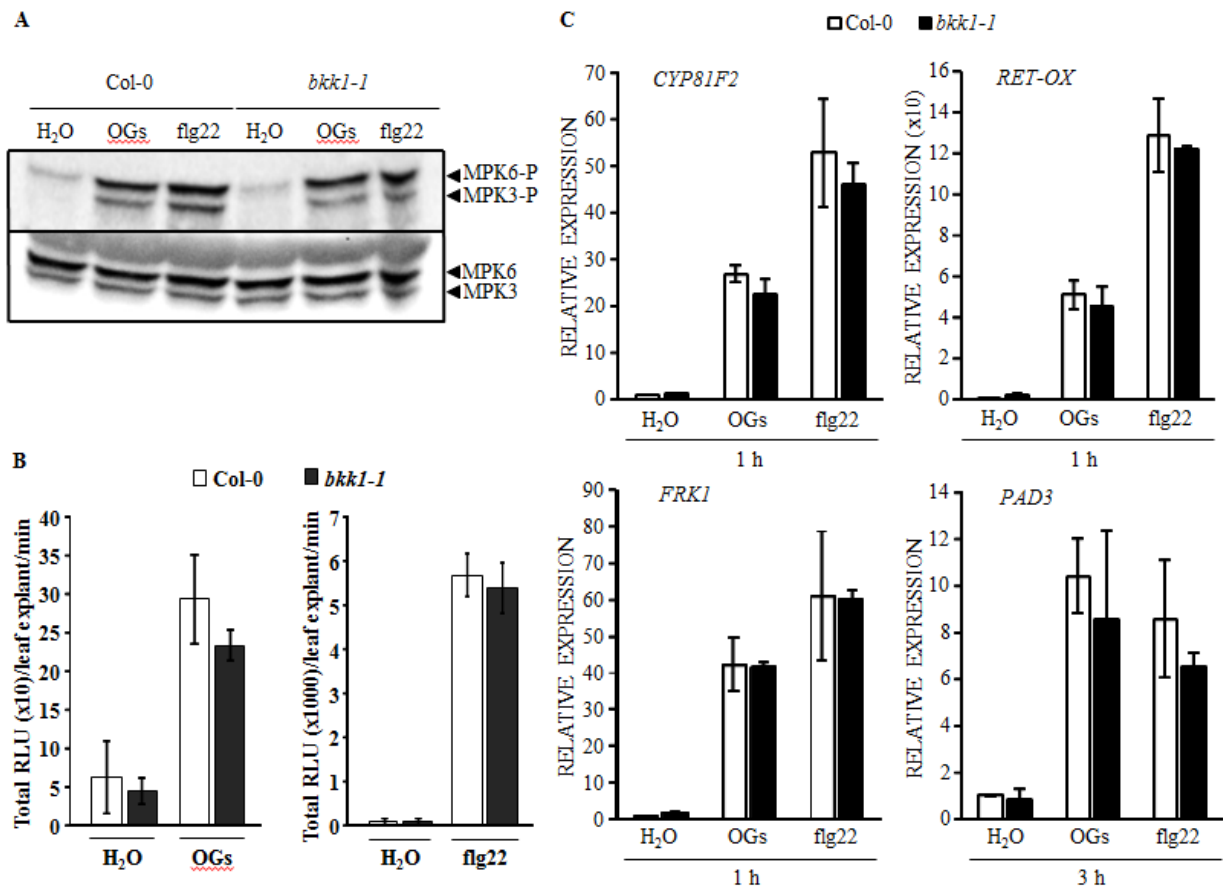 A
Col-0 bkk1-1
H2O OGs flg22 H2O OGs flg22
MPK6-P
MPK3-P
MPK6
MPK3
B
Col-0 bkk1-1
Total RLU (x10)/leaf explant/min
40
35
30
25
20
15
10
5
0
H2O OGs
Total RLU (x1000)/leaf explant/min
7
6
5
4
3
2
1
0
H2O flg22
C
Col-0 bkk1-1
CYP81F2
RELATIVE EXPRESSION
70
60
50
40
30
20
10
0
H2O OGs flg22
1 h
RET-OX
RELATIVE EXPRESSION (x10)
16
14
12
10
8
6
4
2
0
H2O OGs flg22
1 h
FRK1
RELATIVE EXPRESSION
90
80
70
60
50
40
30
20
10
0
H2O OGs flg22
1 h
PAD3
RELATIVE EXPRESSION
14
12
10
8
6
4
2
0
H2O OGs flg22
3 h